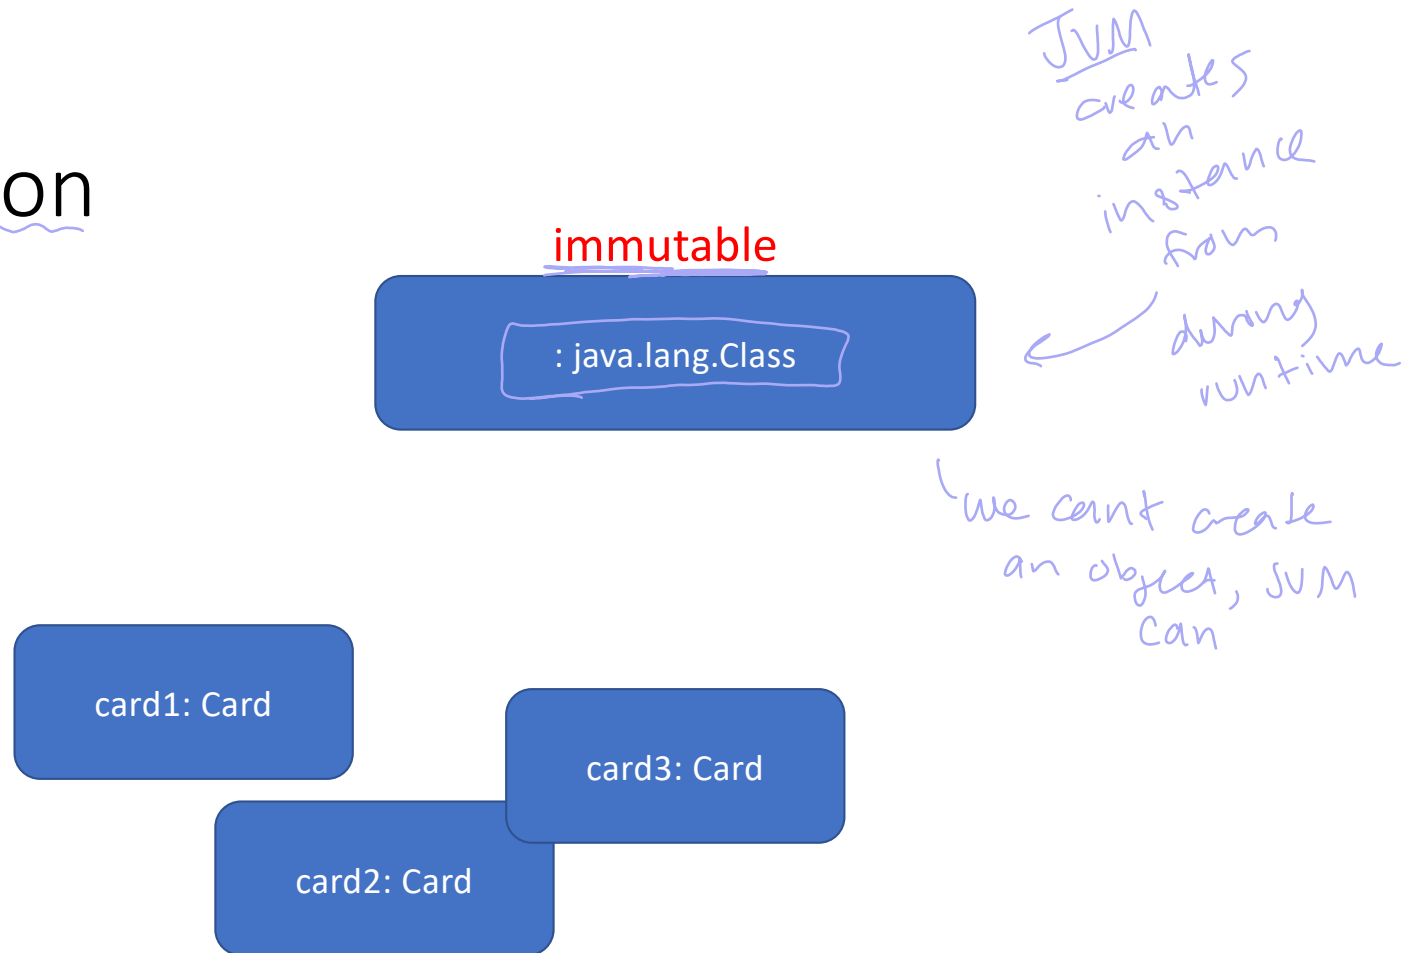 on
immutable
: java.lang.Class
JVM
creates
an
instance
from
during
runtime
we cant create
an object, JVM
can
card1: Card
card3: Card
card2: Card